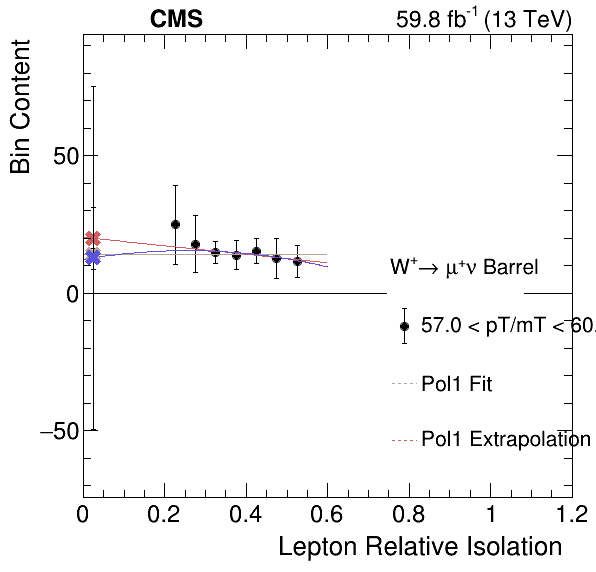 CMS
59.8 fb⁻¹ (13 TeV)
Bin Content
50
0
−50
W⁺→ μ⁺ν Barrel
57.0 < pT/mT < 60.
Pol1 Fit
Pol1 Extrapolation
0 0.2 0.4 0.6 0.8 1 1.2
Lepton Relative Isolation